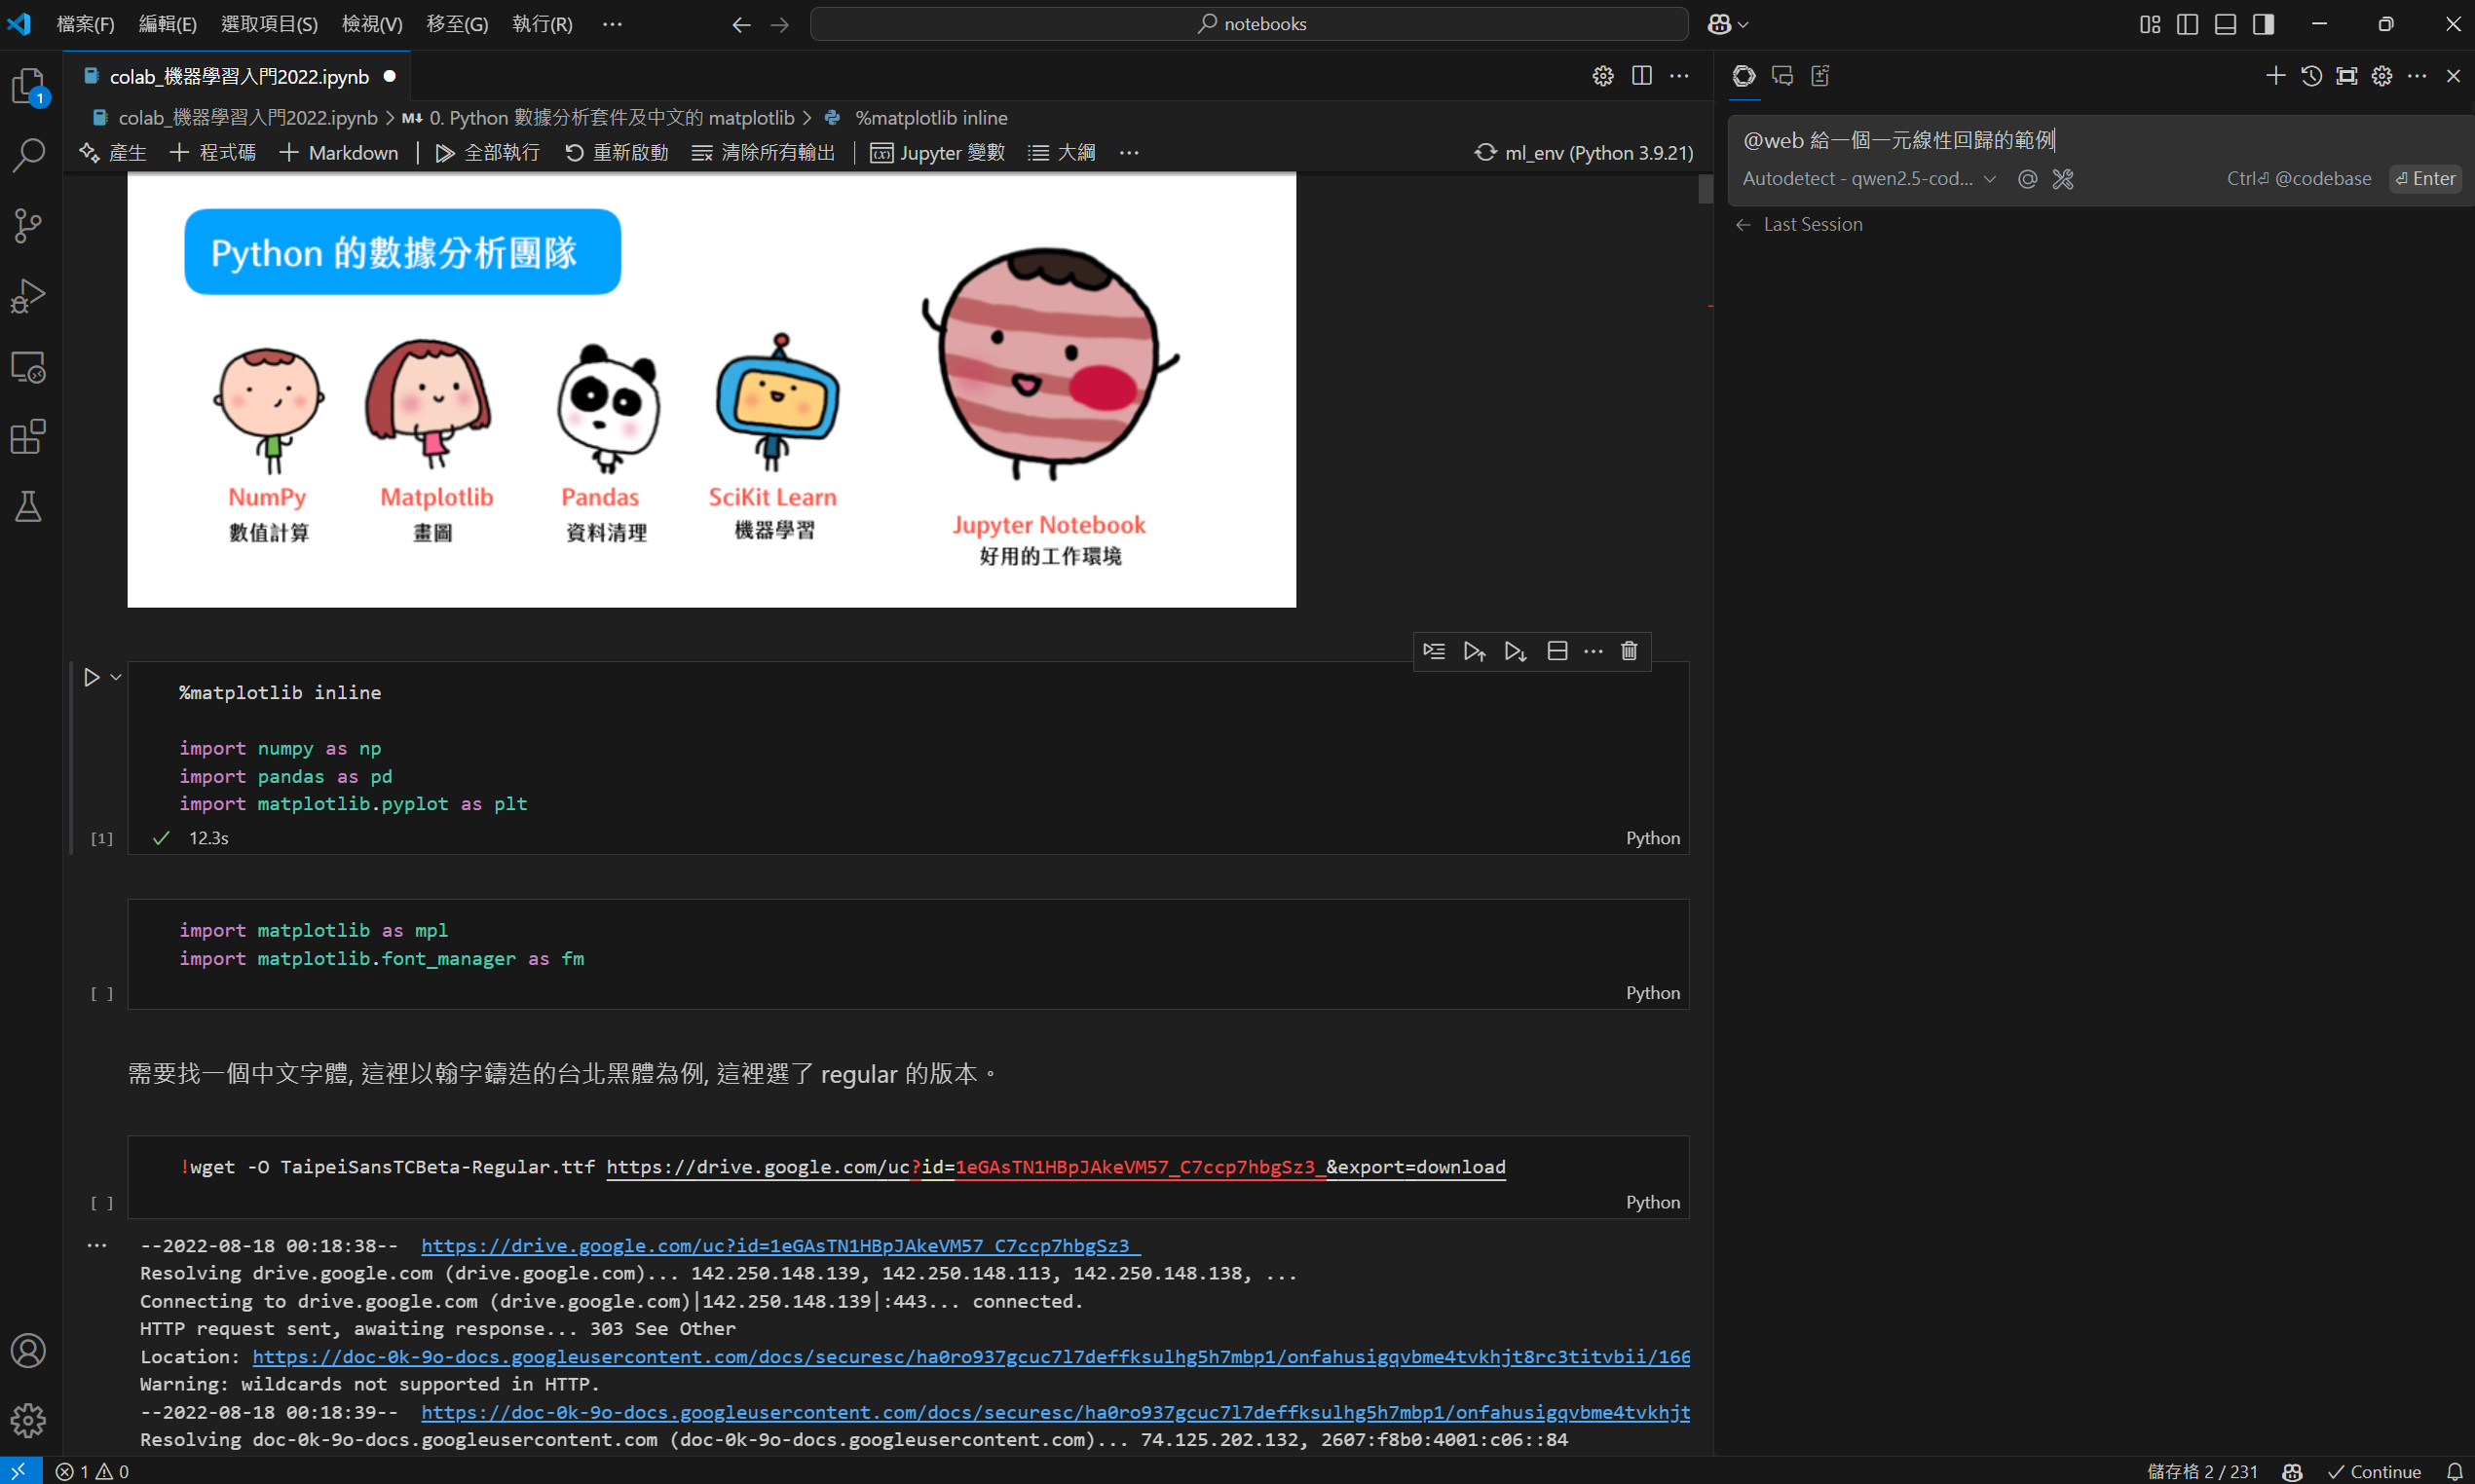 檔案(F) 編輯(E) 選取項目(S) 檢視(V) 移至(G) 執行(R) ··· notebooks
colab_機器學習入門2022.ipynb
colab_機器學習入門2022.ipynb > M↓ 0. Python 數據分析套件及中文的 matplotlib > %matplotlib inline
產生 + 程式碼 + Markdown 全部執行 重新啟動 清除所有輸出 Jupyter 變數 大綱 ··· ml_env (Python 3.9.21)
1
Python 的數據分析團隊
NumPy Matplotlib Pandas SciKit Learn Jupyter Notebook
數值計算 畫圖 資料清理 機器學習 好用的工作環境
%matplotlib inline
import numpy as np
import pandas as pd
import matplotlib.pyplot as plt
[1] 12.3s Python
import matplotlib as mpl
import matplotlib.font_manager as fm
[ ] Python
需要找一個中文字體, 這裡以翰字鑄造的台北黑體為例, 這裡選了 regular 的版本。
!wget -O TaipeiSansTCBeta-Regular.ttf https://drive.google.com/uc?id=1eGAsTN1HBpJAkeVM57_C7ccp7hbgSz3_&export=download
[ ] Python
··· --2022-08-18 00:18:38-- https://drive.google.com/uc?id=1eGAsTN1HBpJAkeVM57_C7ccp7hbgSz3_
Resolving drive.google.com (drive.google.com)... 142.250.148.139, 142.250.148.113, 142.250.148.138, ...
Connecting to drive.google.com (drive.google.com)|142.250.148.139|:443... connected.
HTTP request sent, awaiting response... 303 See Other
Location: https://doc-0k-9o-docs.googleusercontent.com/docs/securesc/ha0ro937gcuc7l7deffksulhg5h7mbp1/onfahusigqvbme4tvkhjt8rc3titvbii/166
Warning: wildcards not supported in HTTP.
--2022-08-18 00:18:39-- https://doc-0k-9o-docs.googleusercontent.com/docs/securesc/ha0ro937gcuc7l7deffksulhg5h7mbp1/onfahusigqvbme4tvkhjt
Resolving doc-0k-9o-docs.googleusercontent.com (doc-0k-9o-docs.googleusercontent.com)... 74.125.202.132, 2607:f8b0:4001:c06::84
@web 給一個一元線性回歸的範例
Autodetect - qwen2.5-cod... Ctrl⏎ @codebase ⏎ Enter
Last Session
1 0 儲存格 2 / 231 Continue